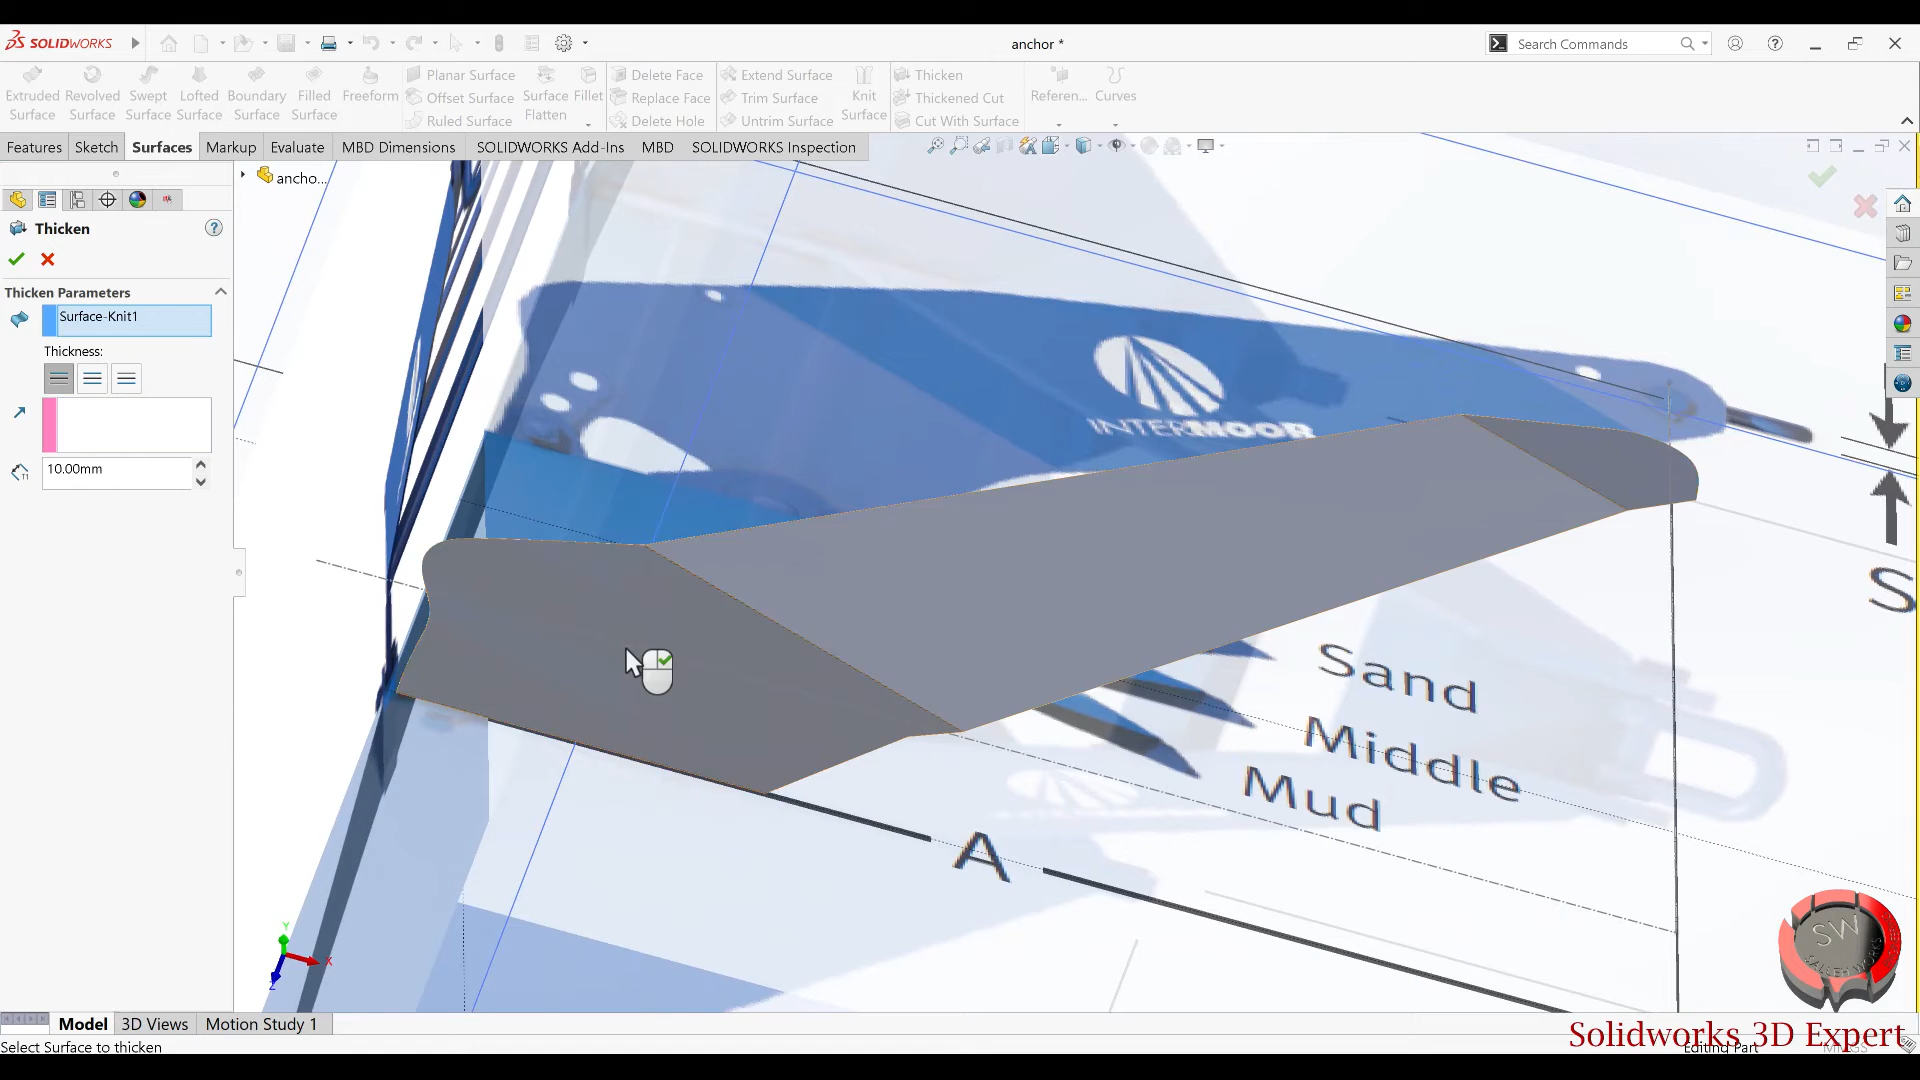 SOLIDWORKS
anchor *
Search Commands
Extruded Surface
Revolved Surface
Swept Surface
Lofted Surface
Boundary Surface
Filled Surface
Freeform
Planar Surface
Offset Surface
Ruled Surface
Surface Flatten
Fillet
Delete Face
Replace Face
Delete Hole
Extend Surface
Trim Surface
Untrim Surface
Knit Surface
Thicken
Thickened Cut
Cut With Surface
Referen...
Curves
Features
Sketch
Surfaces
Markup
Evaluate
MBD Dimensions
SOLIDWORKS Add-Ins
MBD
SOLIDWORKS Inspection
ancho...
Thicken
Thicken Parameters
Surface-Knit1
Thickness:
10.00mm
INTERMOOR
S
Sand
Middle
Mud
A
Y
X
Z
SW
SALLEH WORKS
Model
3D Views
Motion Study 1
Solidworks 3D Expert
Select Surface to thicken
Editing Part
MMGS